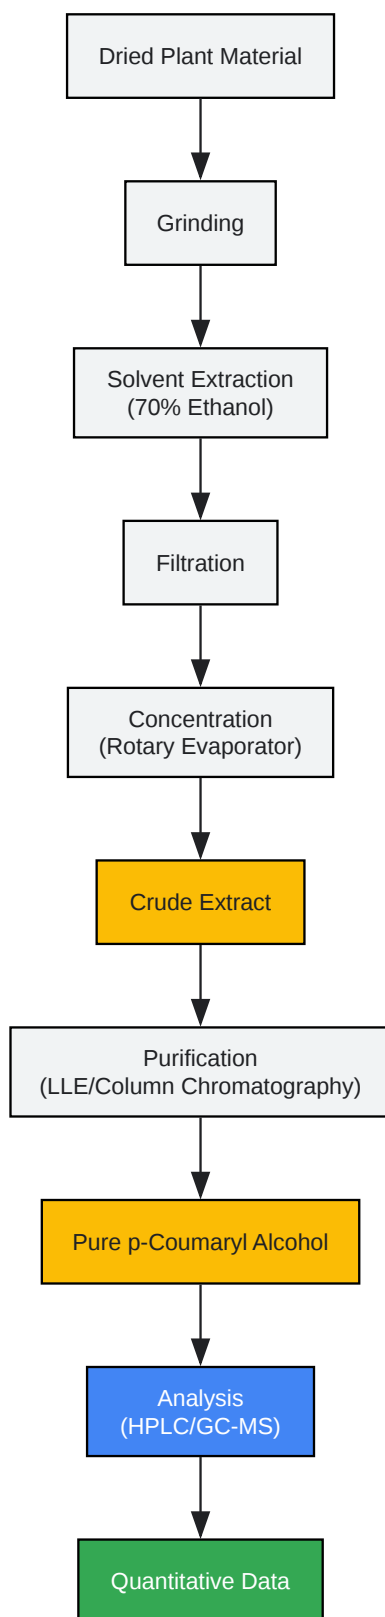 Dried Plant Material
Grinding
Solvent Extraction
(70% Ethanol)
Filtration
Concentration
(Rotary Evaporator)
Crude Extract
Purification
(LLE/Column Chromatography)
Pure p-Coumaryl Alcohol
Analysis
(HPLC/GC-MS)
Quantitative Data